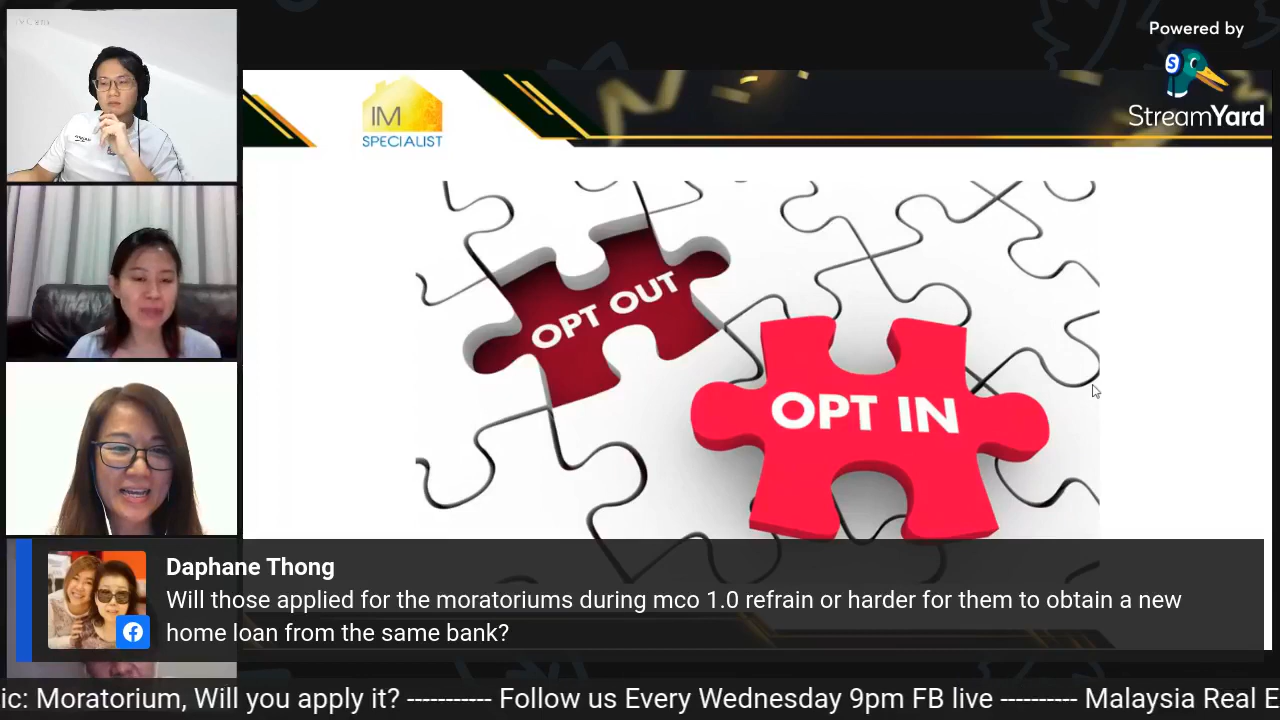 Powered by
StreamYard
IM
SPECIALIST
OPT OUT
OPT IN
Daphane Thong
Will those applied for the moratoriums during mco 1.0 refrain or harder for them to obtain a new
home loan from the same bank?
ic: Moratorium, Will you apply it? ----------- Follow us Every Wednesday 9pm FB live ---------- Malaysia Real E